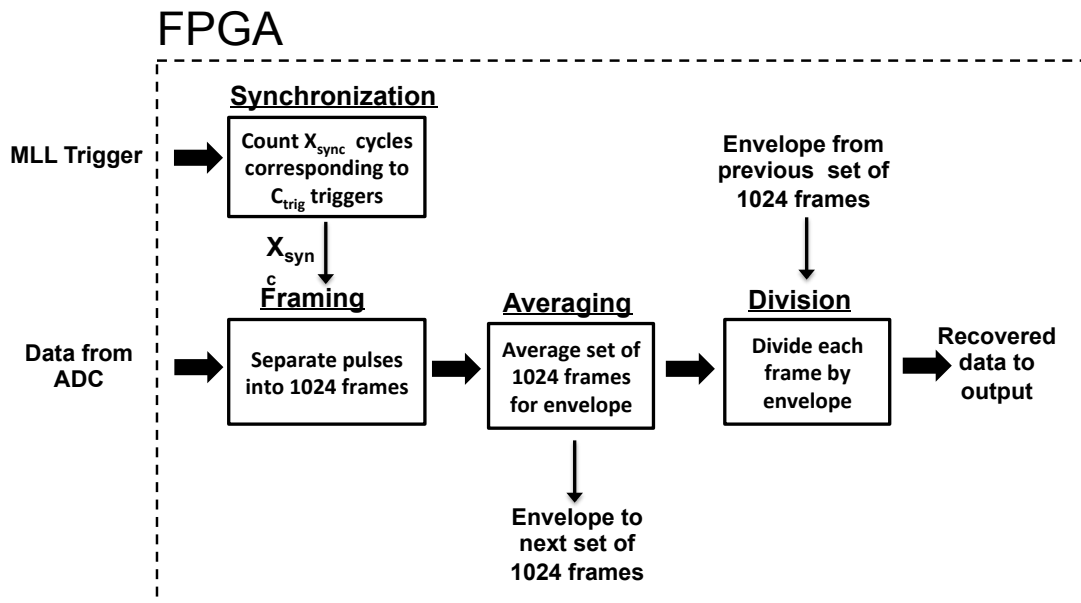 FPGA
Synchronization
MLL Trigger
Count Xsync cycles
corresponding to
Ctrig triggers
Envelope from
previous set of
1024 frames
Xsyn
c
Framing
Averaging
Division
Data from
ADC
Separate pulses
into 1024 frames
Average set of
1024 frames
for envelope
Divide each
frame by
envelope
Recovered
data to
output
Envelope to
next set of
1024 frames